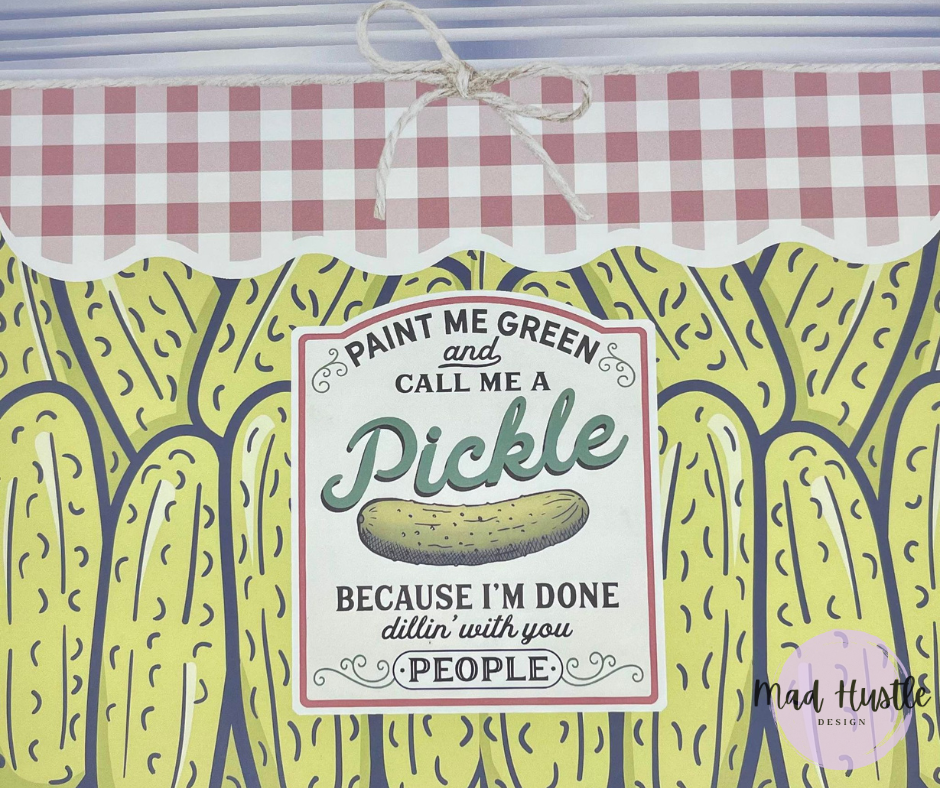 PAINT ME GREEN
and
CALL ME A
Pickle
BECAUSE I'M DONE
dillin' with you
·PEOPLE·
Mad Hustle
DESIGN